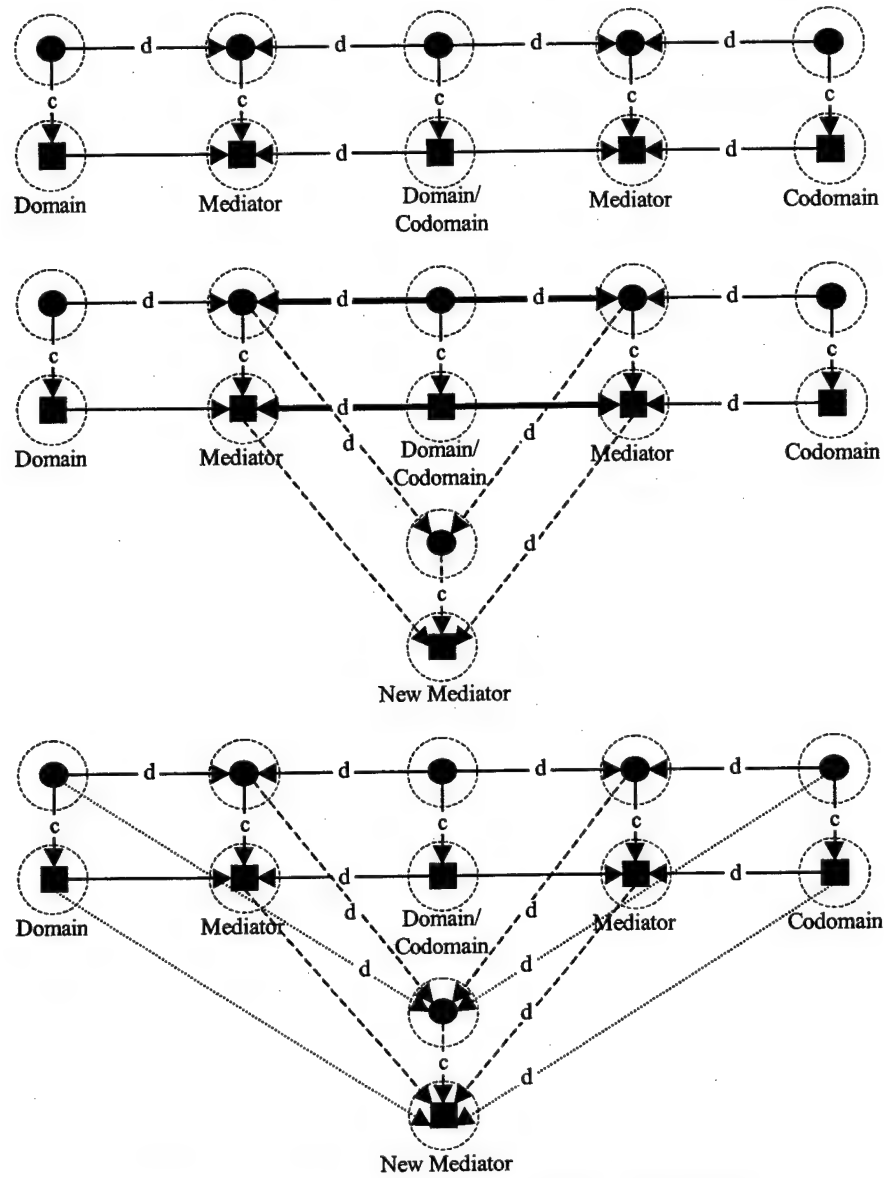 d d d d
c c c c c
d d
Domain Mediator Domain/ Mediator Codomain
Codomain
d d d d
c c c c c
d d
Domain Mediator d Domain/ d Mediator Codomain
Codomain
d
c
New Mediator
d d d d
c c c c c
d d
Domain Mediator d Domain/ d Mediator Codomain
Codomain
d d
d
c
d
New Mediator